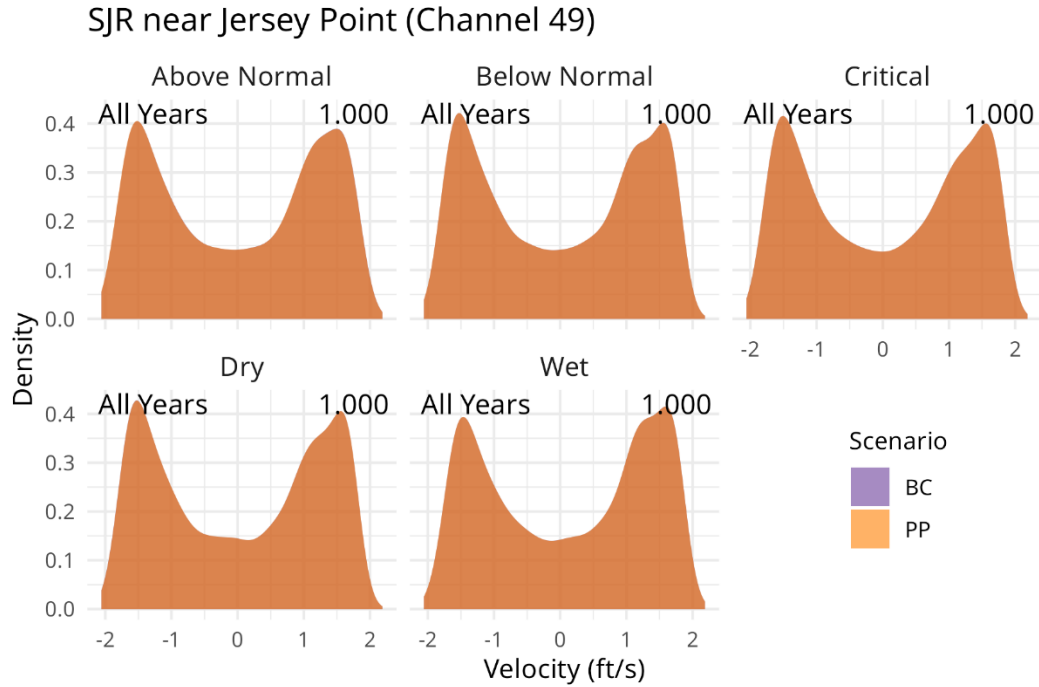 SJR near Jersey Point (Channel 49)
Above Normal
Below Normal
Critical
All Years 1.000
All Years 1.000
All Years 1.000
0.4
0.3
0.2
0.1
0.0
-2 -1 0 1 2
Dry
Wet
All Years 1.000
All Years 1.000
0.4
0.3
0.2
0.1
0.0
-2 -1 0 1 2
-2 -1 0 1 2
Density
Velocity (ft/s)
Scenario
BC
PP